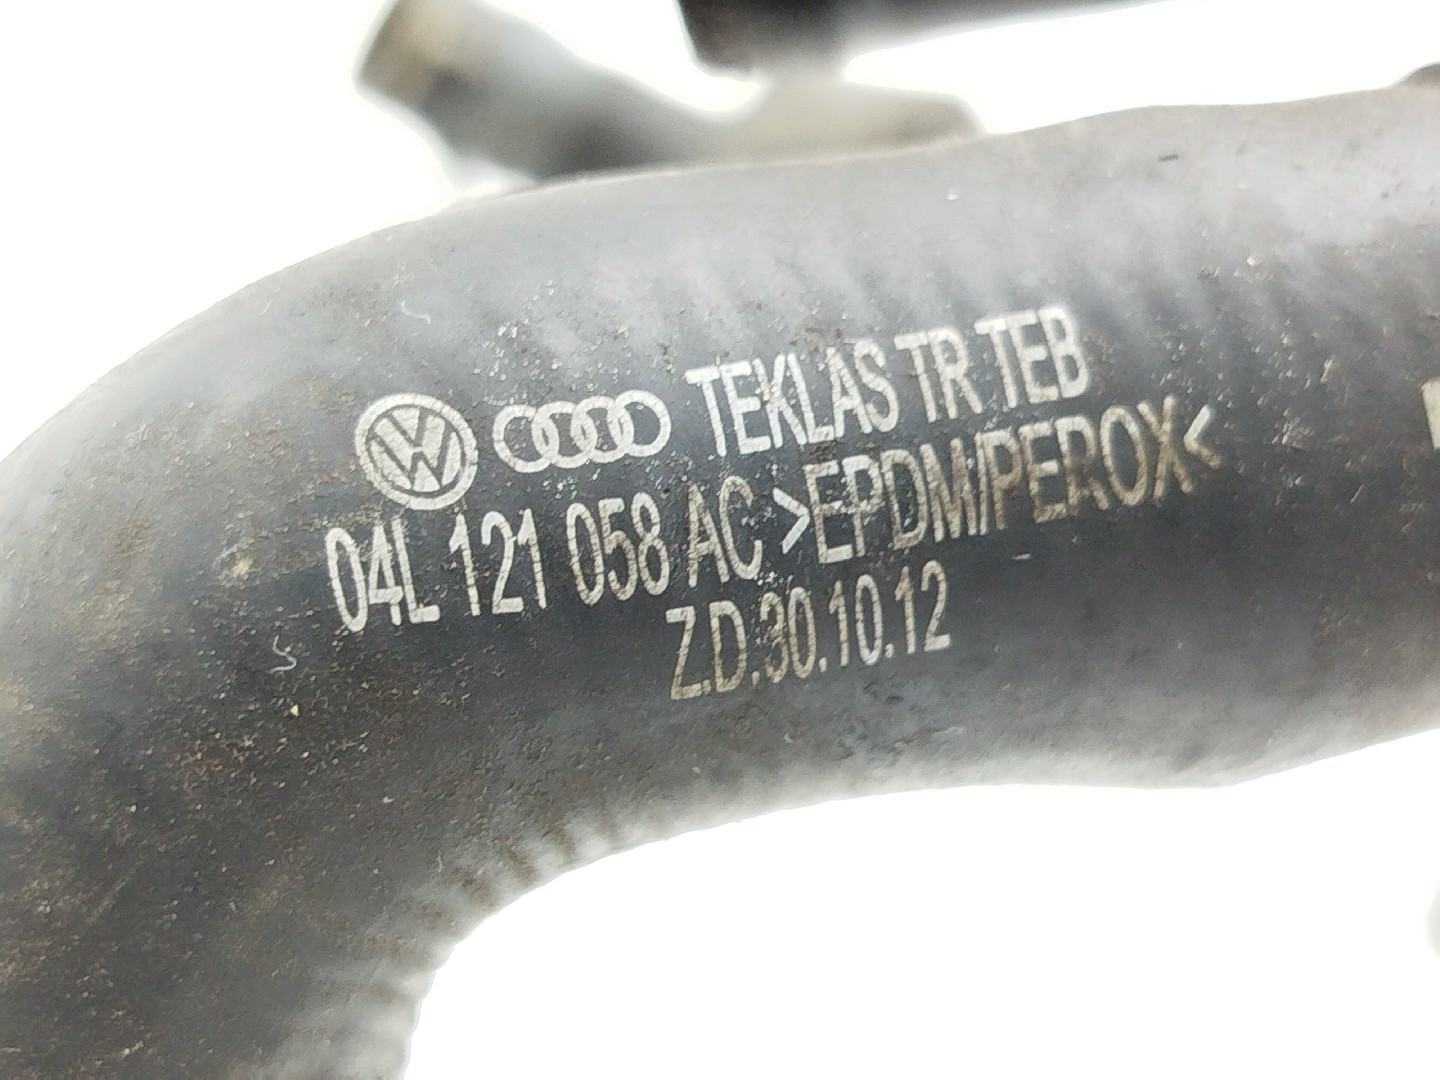 TEKLAS TR TEB
04L 121 058 AC >EPDM/PEROX<
Z.D.30.10.12